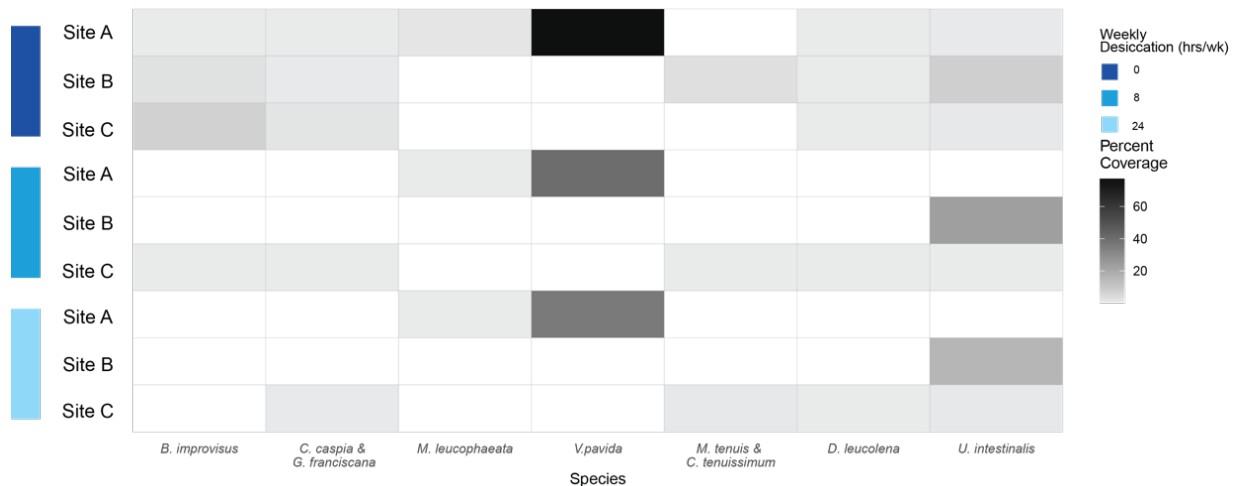 Site A
Site B
Site C
Site A
Site B
Site C
Site A
Site B
Site C
B. improvisus
C. caspia &
G. franciscana
M. leucophaeata
V.pavida
M. tenuis &
C. tenuissimum
D. leucolena
U. intestinalis
Species
Weekly
Desiccation (hrs/wk)
0
8
24
Percent
Coverage
60
40
20